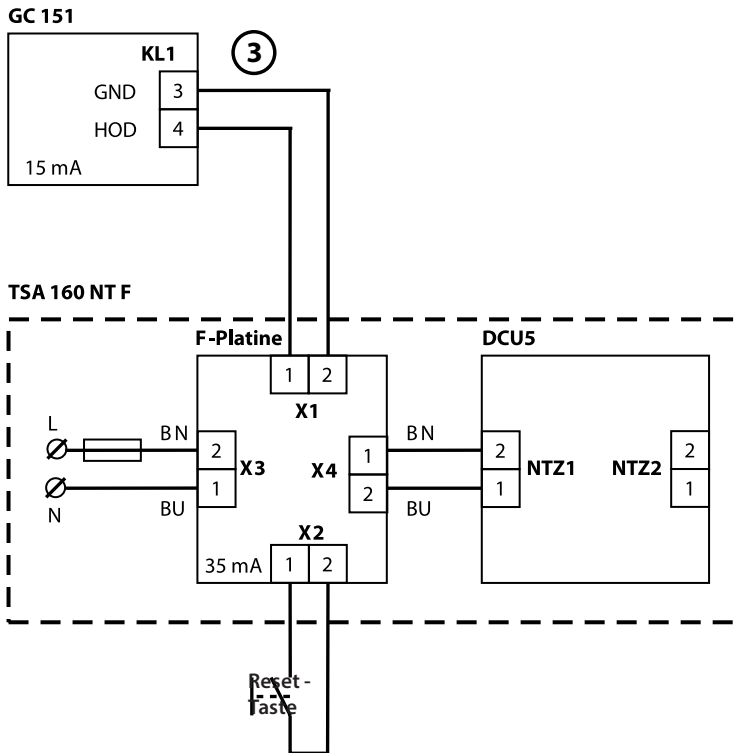 GC 151
KL1
3
GND
3
HOD
4
15 mA
TSA 160 NT F
F-Platine
DCU5
1 2
X1
L
BN
2
X3
N
BU
1
X4
1
2
BN
BU
2
1
NTZ1
NTZ2
2
1
X2
35 mA
1 2
Reset -
Taste